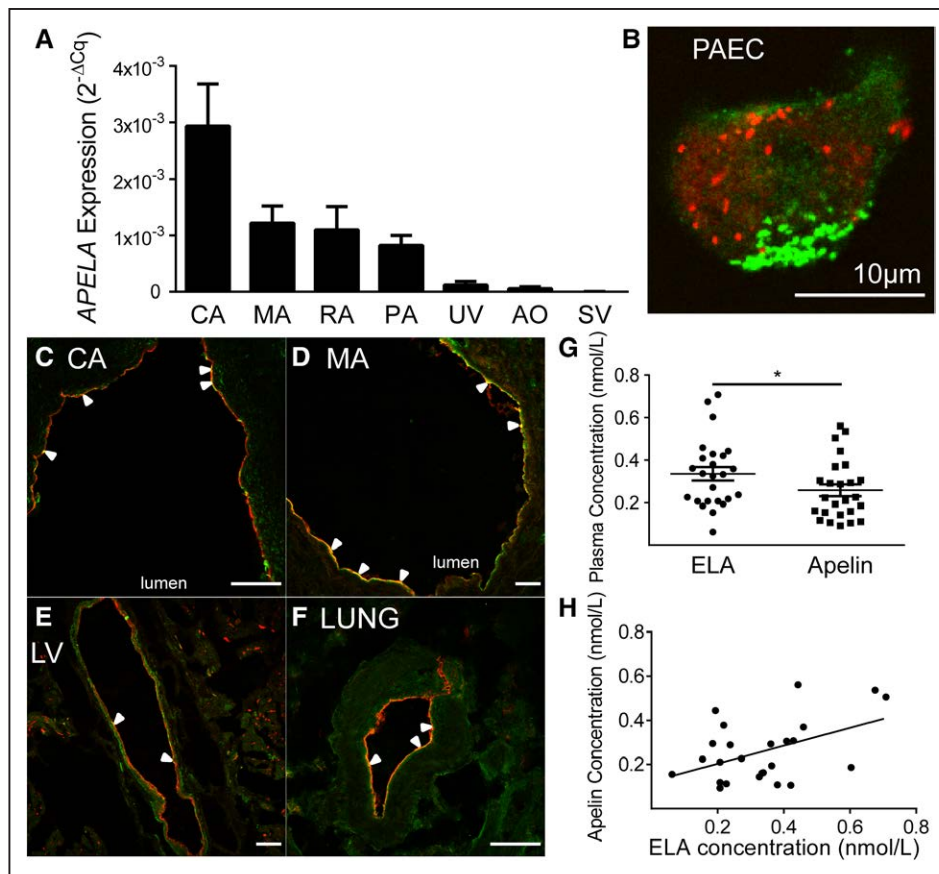 A
APELA Expression (2^-ΔCq)
4x10^-3
3x10^-3
2x10^-3
1x10^-3
0
CA MA RA PA UV AO SV
B
PAEC
10μm
C CA
lumen
D MA
lumen
E
LV
F LUNG
G
Plasma Concentration (nmol/L)
0.8
0.6
0.4
0.2
*
ELA Apelin
H
Apelin Concentration (nmol/L)
0.8
0.6
0.4
0.2
0.2 0.4 0.6 0.8
ELA concentration (nmol/L)